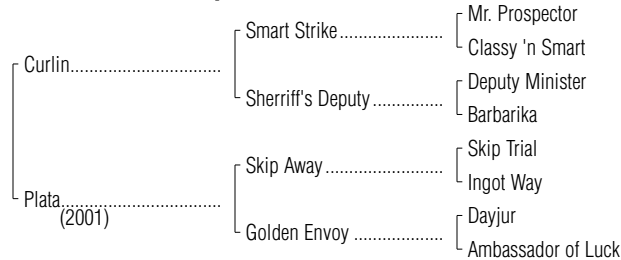 Mr. Prospector
Smart Strike
Classy 'n Smart
Curlin
Deputy Minister
Sherriff's Deputy
Barbarika
Skip Trial
Skip Away
Ingot Way
Plata
(2001)
Dayjur
Golden Envoy
Ambassador of Luck